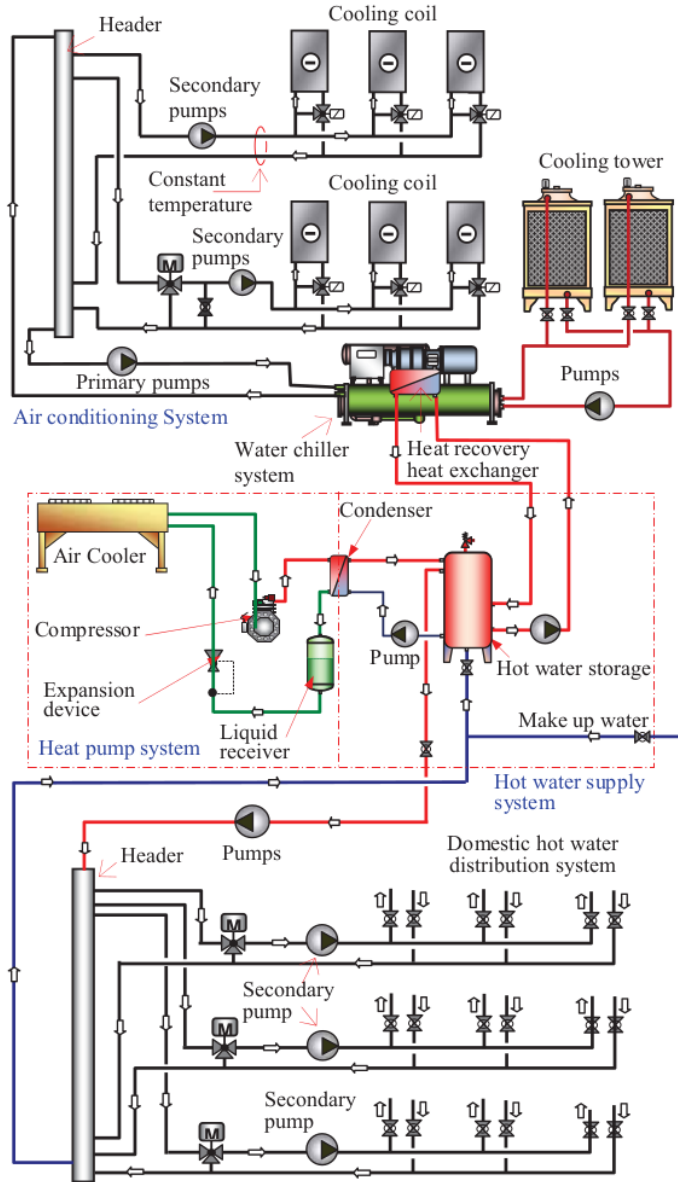 Header
Cooling coil
Secondary
pumps
Constant
temperature
Cooling coil
Cooling tower
M
Secondary
pumps
Primary pumps
Pumps
Air conditioning System
Water chiller
system
Heat recovery
heat exchanger
Condenser
Air Cooler
Compressor
Pump
Hot water storage
Expansion
device
Liquid
receiver
Make up water
Heat pump system
Hot water supply
system
Pumps
Header
Domestic hot water
distribution system
M
Secondary
pump
M
Secondary
pump
M